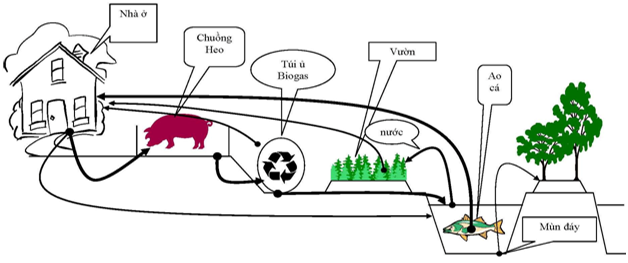 Nhà ở
Chuồng
Heo
Túi ủ
Biogas
Vườn
Ao
cá
nước
Mùn đáy